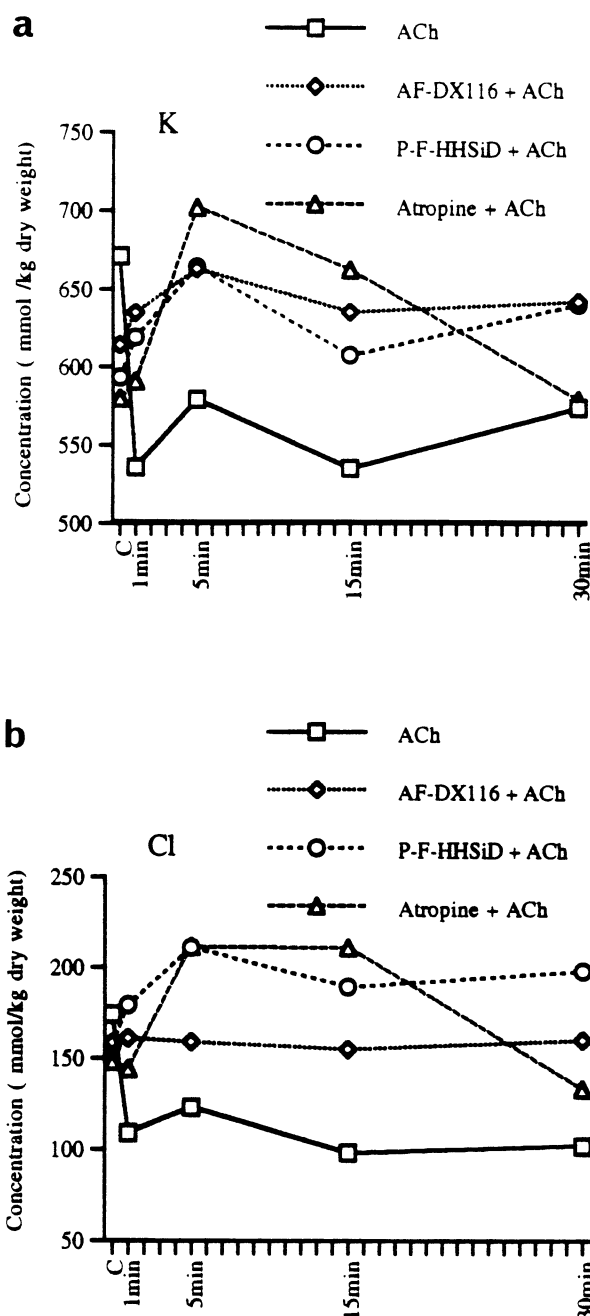 a
ACh
AF-DX116 + ACh
P-F-HHSiD + ACh
Atropine + ACh
K
Concentration ( mmol /kg dry weight)
750
700
650
600
550
500
C
1min
5min
15min
30min
b
ACh
AF-DX116 + ACh
P-F-HHSiD + ACh
Atropine + ACh
Cl
Concentration ( mmol/kg dry weight)
250
200
150
100
50
C
1min
5min
15min
30min